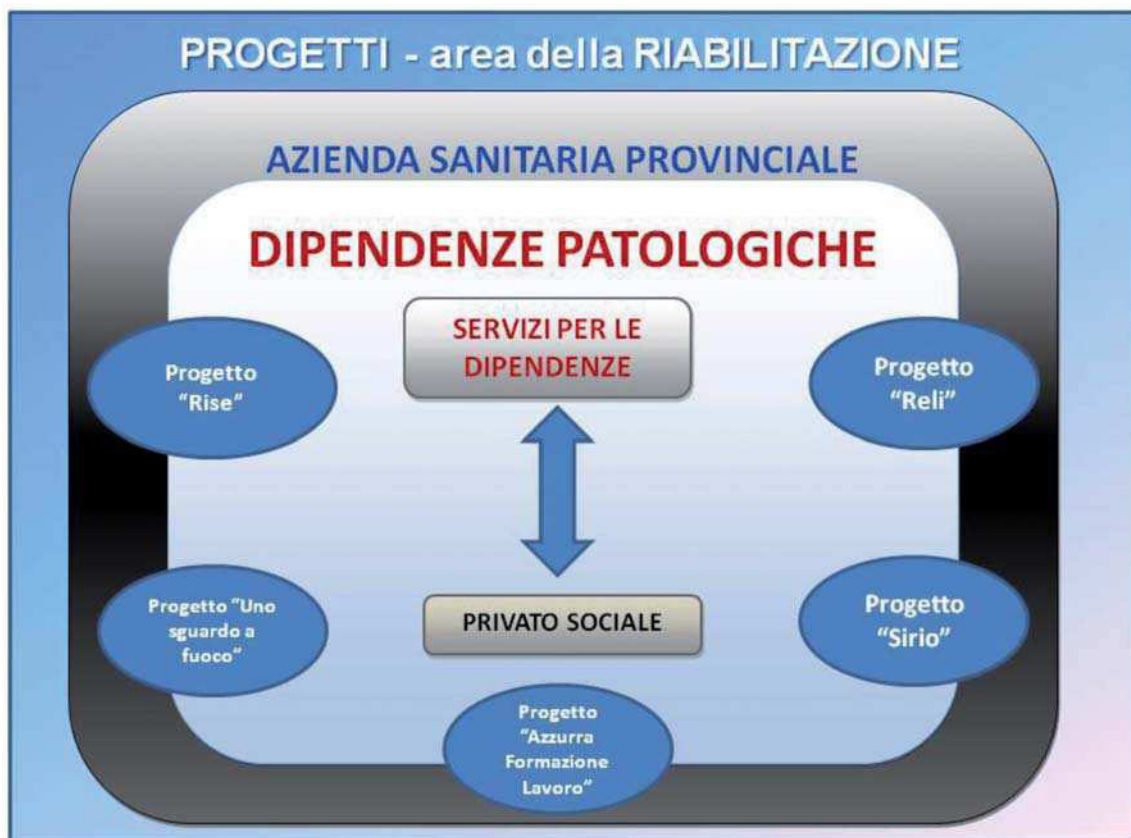 PROGETTI - area della RIABILITAZIONE
AZIENDA SANITARIA PROVINCIALE
DIPENDENZE PATOLOGICHE
SERVIZI PER LE
DIPENDENZE
Progetto
“Rise”
Progetto
“Reli”
Progetto “Uno
sguardo a
fuoco”
PRIVATO SOCIALE
Progetto
“Sirio”
Progetto
“Azzurra
Formazione
Lavoro”